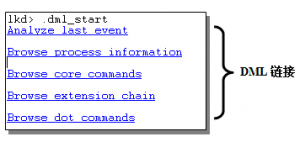 lkd> .dml_start
Analyze last event
Browse process information
Browse core commands
Browse extension chain
Browse dot commands
DML 链接